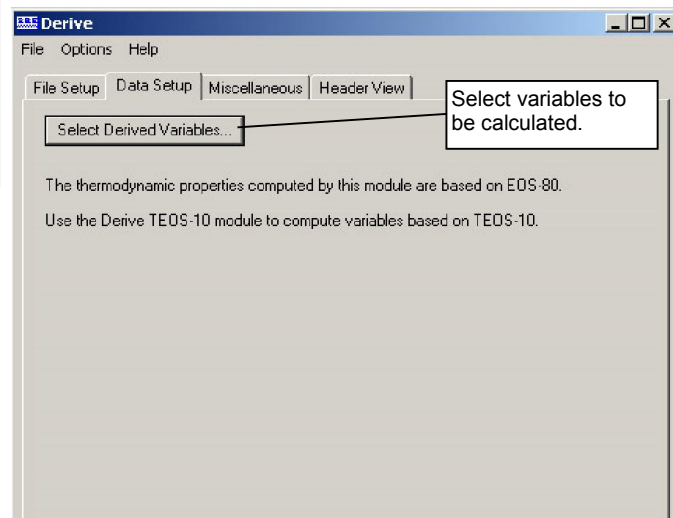 Derive
File Options Help
File Setup Data Setup Miscellaneous Header View
Select variables to
be calculated.
Select Derived Variables...
The thermodynamic properties computed by this module are based on EOS-80.
Use the Derive TEOS-10 module to compute variables based on TEOS-10.